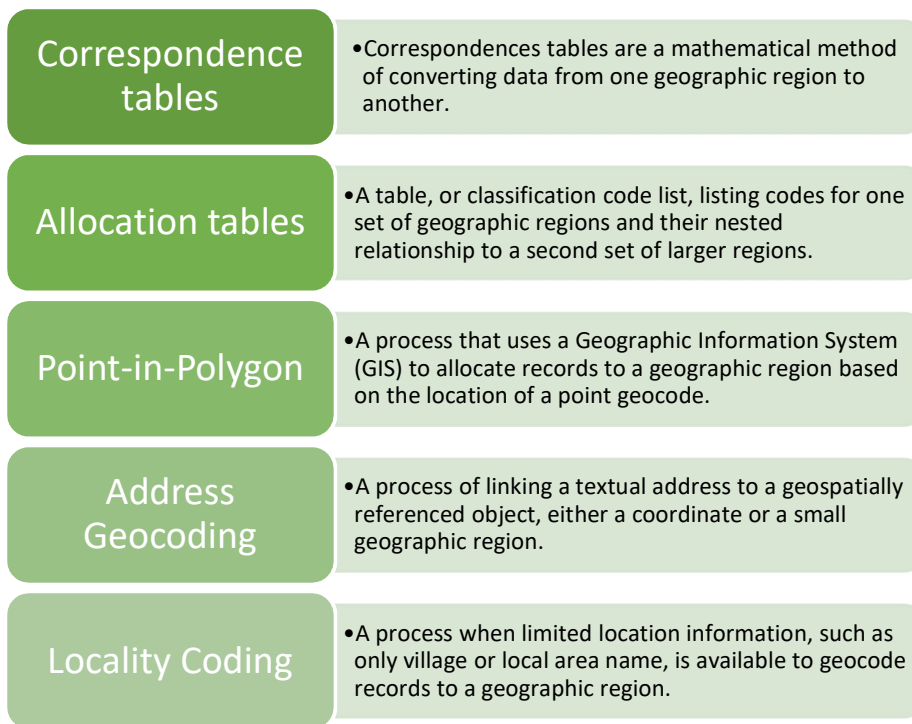 Correspondence
tables
•Correspondences tables are a mathematical method
of converting data from one geographic region to
another.
Allocation tables
•A table, or classification code list, listing codes for one
set of geographic regions and their nested
relationship to a second set of larger regions.
Point-in-Polygon
•A process that uses a Geographic Information System
(GIS) to allocate records to a geographic region based
on the location of a point geocode.
Address
Geocoding
•A process of linking a textual address to a geospatially
referenced object, either a coordinate or a small
geographic region.
Locality Coding
•A process when limited location information, such as
only village or local area name, is available to geocode
records to a geographic region.